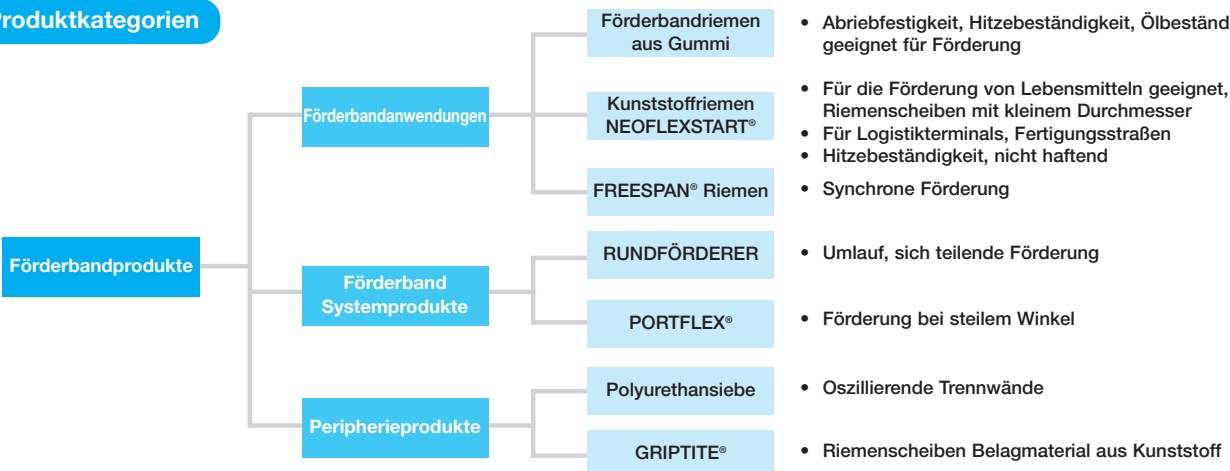 Produktkategorien
Förderbandprodukte
Förderbandanwendungen
Förderbandriemen
aus Gummi
• Abriebfestigkeit, Hitzebeständigkeit,
geeignet für Förderung
Kunststoffriemen
NEOFLEXSTART®
• Für die Förderung von Lebensmitteln geeignet,
Riemenscheiben mit kleinem Durchmesser
• Für Logistikterminals, Fertigungsstraßen
• Hitzebeständigkeit, nicht haftend
FREESPAN® Riemen
• Synchrone Förderung
Förderband
Systemprodukte
RUNDFÖRDERER
• Umlauf, sich teilende Förderung
PORTFLEX®
• Förderung bei steilem Winkel
Peripherieprodukte
Polyurethansiebe
• Oszillierende Trennwände
GRIPTITE®
• Riemenscheiben Belagmaterial aus Kunststoff